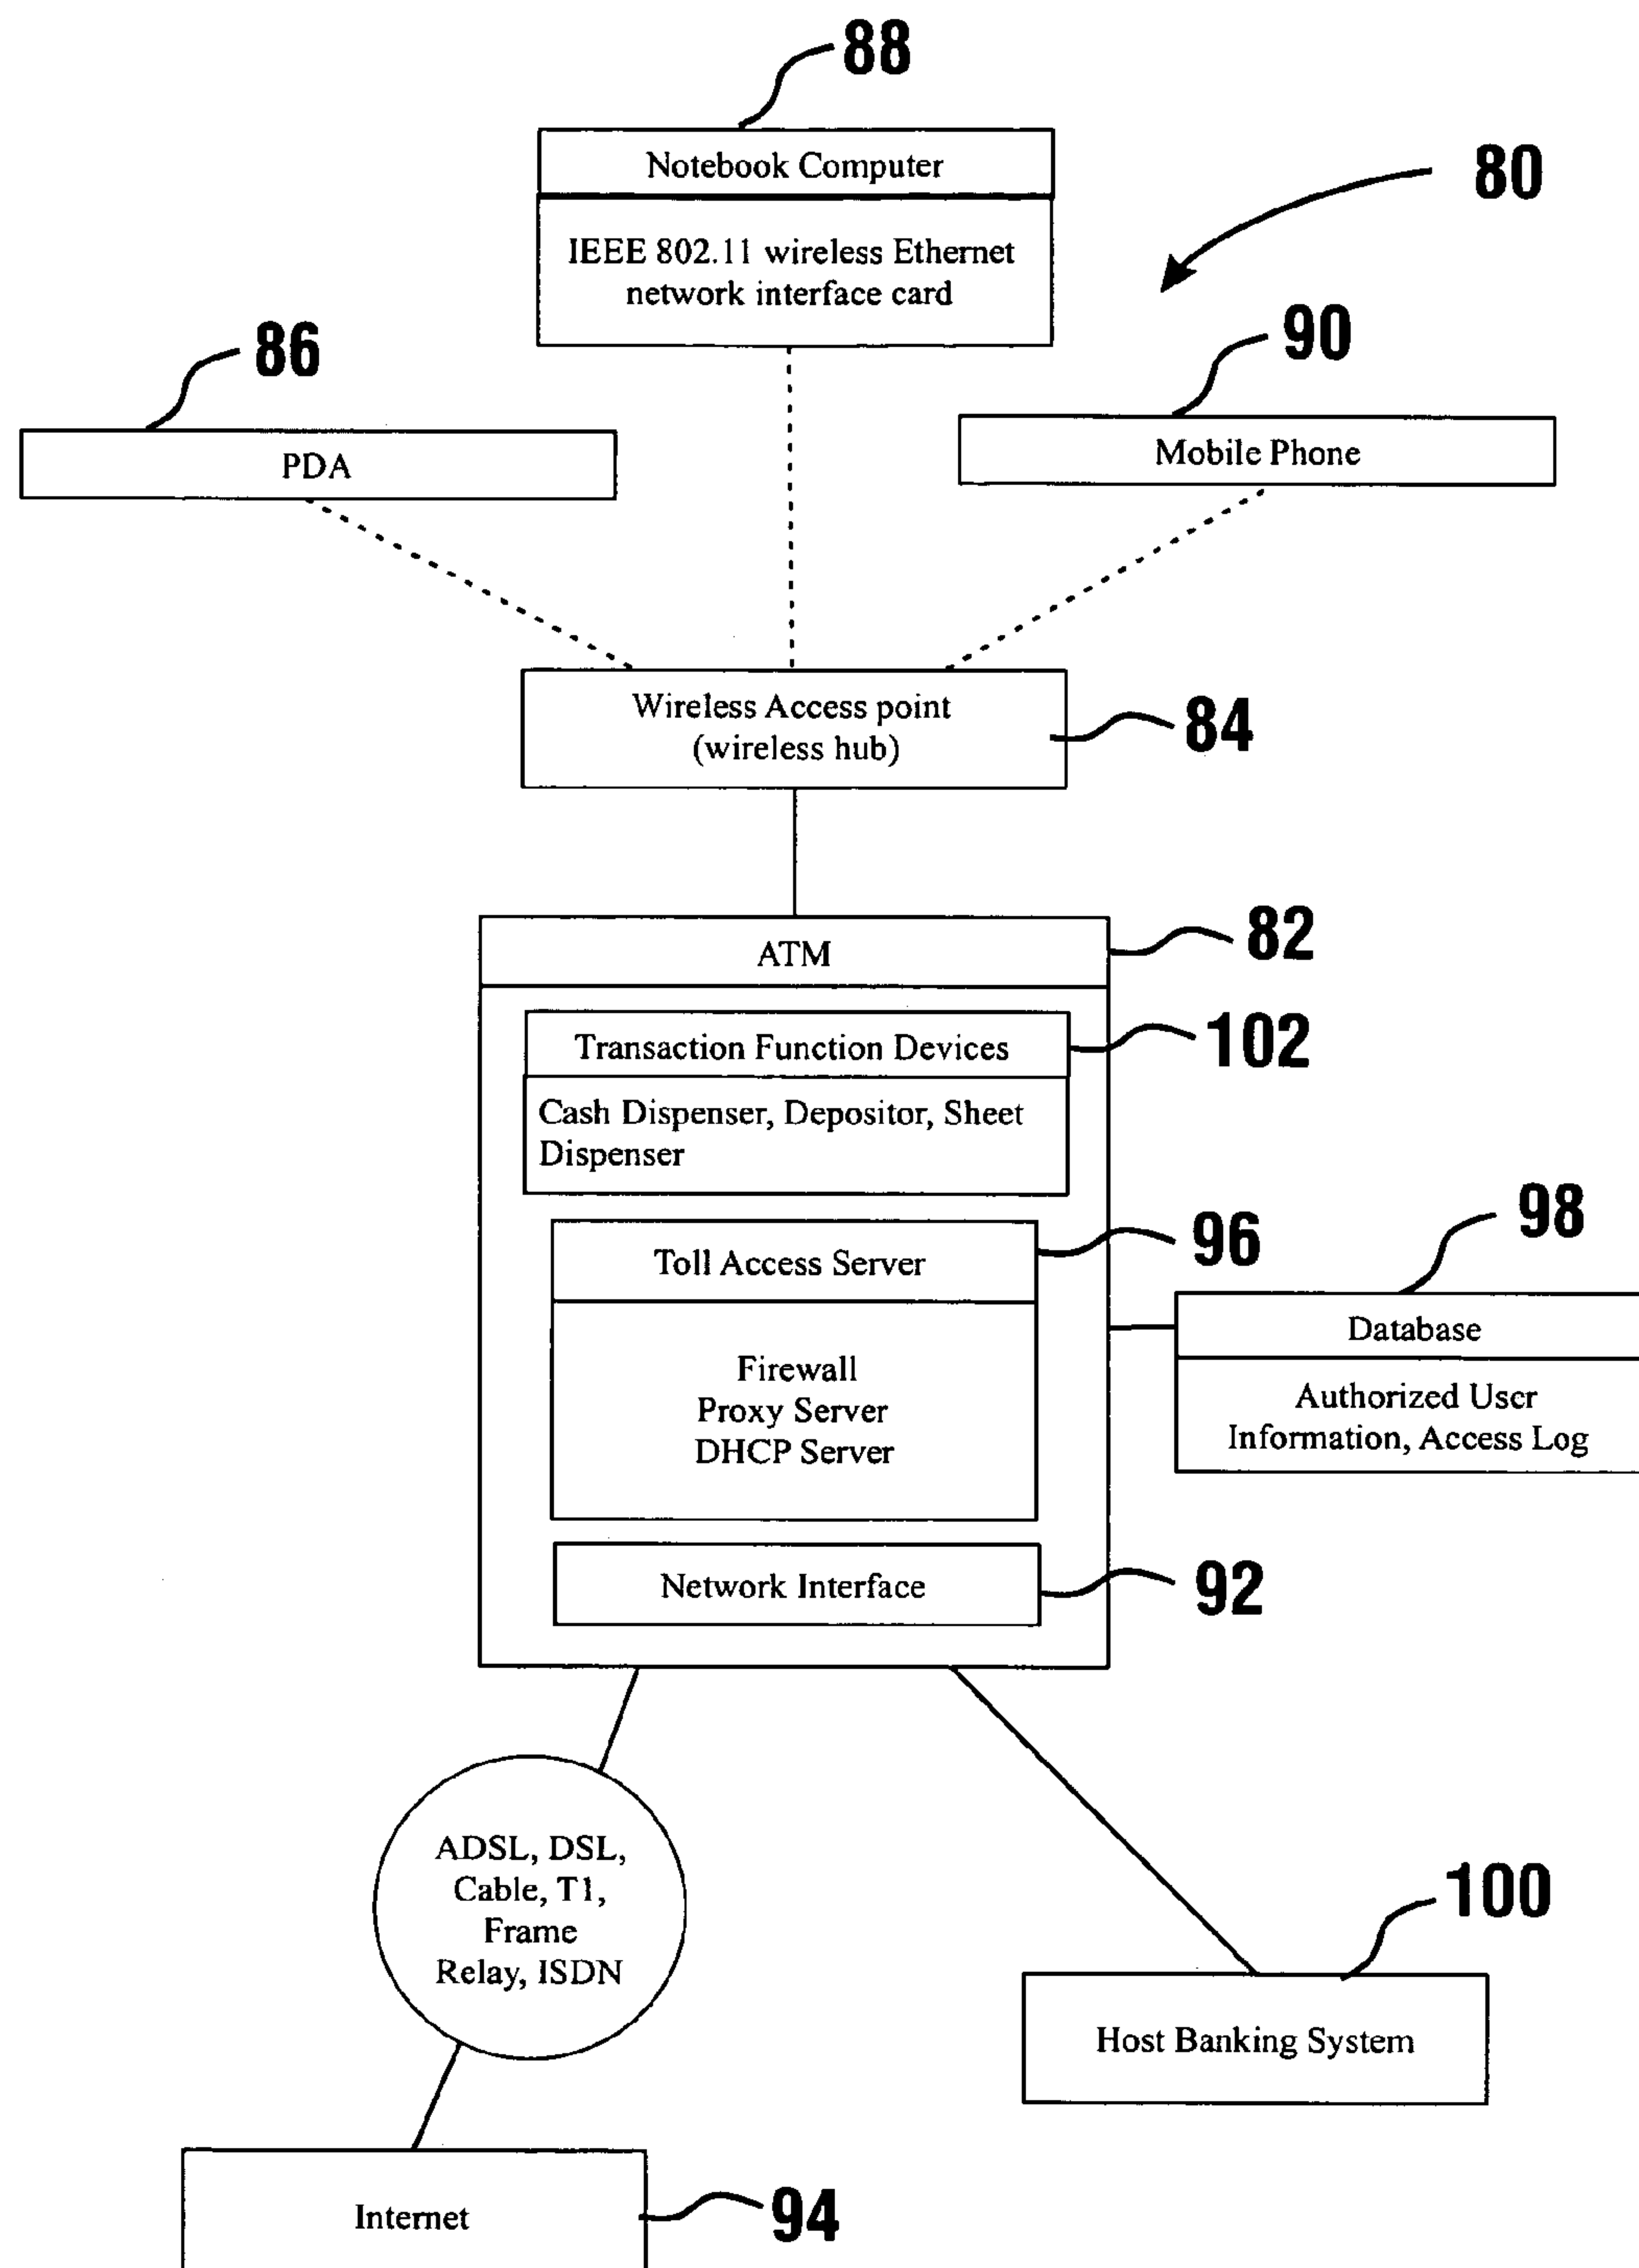 88
Notebook Computer
80
IEEE 802.11 wireless Ethernet
network interface card
86
90
PDA
Mobile Phone
Wireless Access point
(wireless hub)
84
ATM
82
Transaction Function Devices
102
Cash Dispenser, Depositor, Sheet
Dispenser
96
98
Toll Access Server
Database
Firewall
Proxy Server
DHCP Server
Authorized User
Information, Access Log
Network Interface
92
ADSL, DSL,
Cable, T1,
Frame
Relay, ISDN
100
Host Banking System
Internet
94